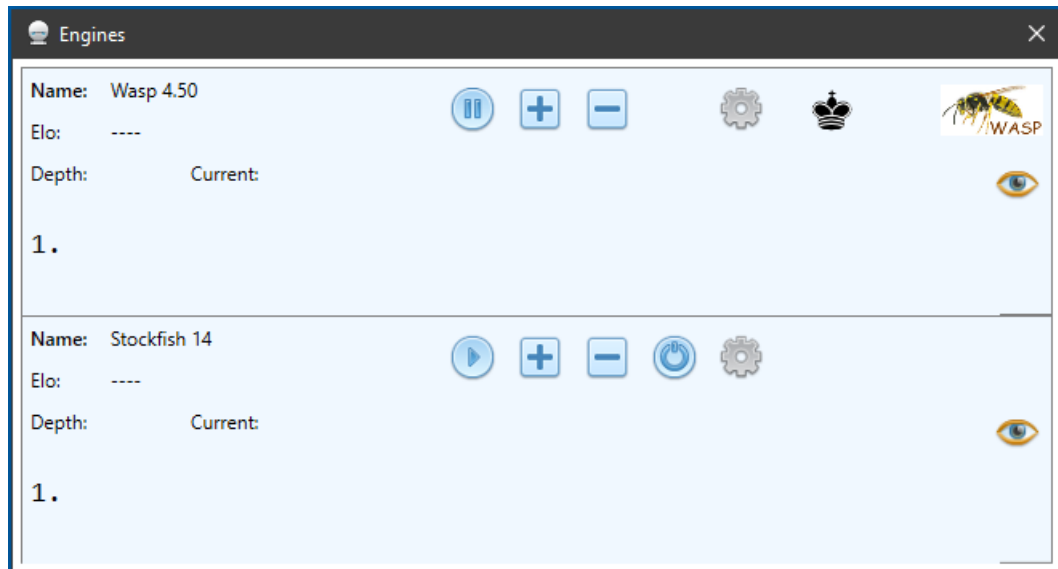 Engines
Name: Wasp 4.50
Elo: ----
Depth: Current:
WASP
1.
Name: Stockfish 14
Elo: ----
Depth: Current:
1.